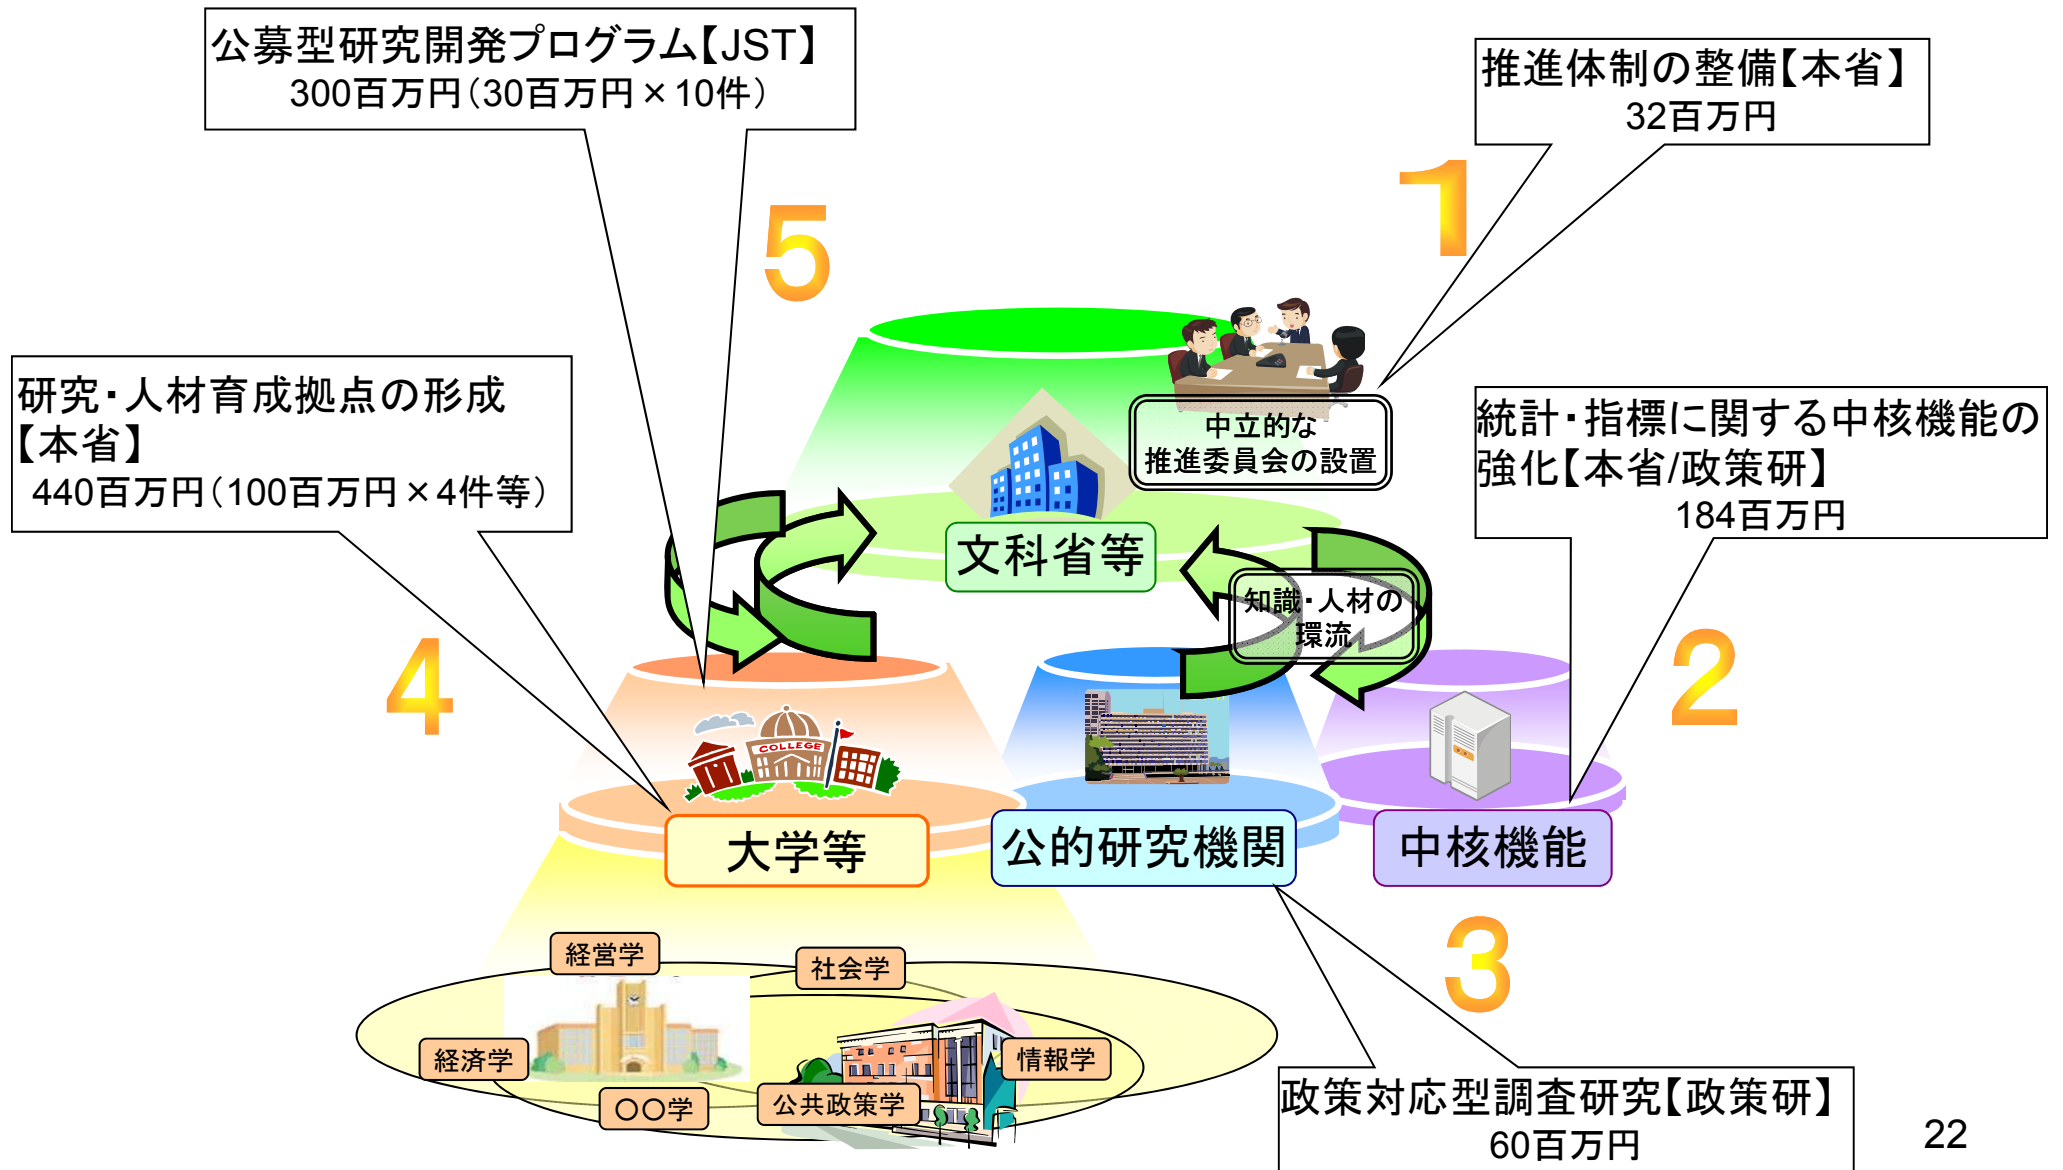 公募型研究開発プログラム【JST】
300百万円（30百万円×10件）
推進体制の整備【本省】
32百万円
5
1
研究・人材育成拠点の形成
【本省】
440百万円（100百万円×4件等）
中立的な
推進委員会の設置
統計・指標に関する中核機能の
強化【本省/政策研】
184百万円
文科省等
知識・人材の
環流
4
2
COLLEGE
大学等
公的研究機関
中核機能
3
経営学
社会学
経済学
情報学
〇〇学
公共政策学
政策対応型調査研究【政策研】
60百万円
22